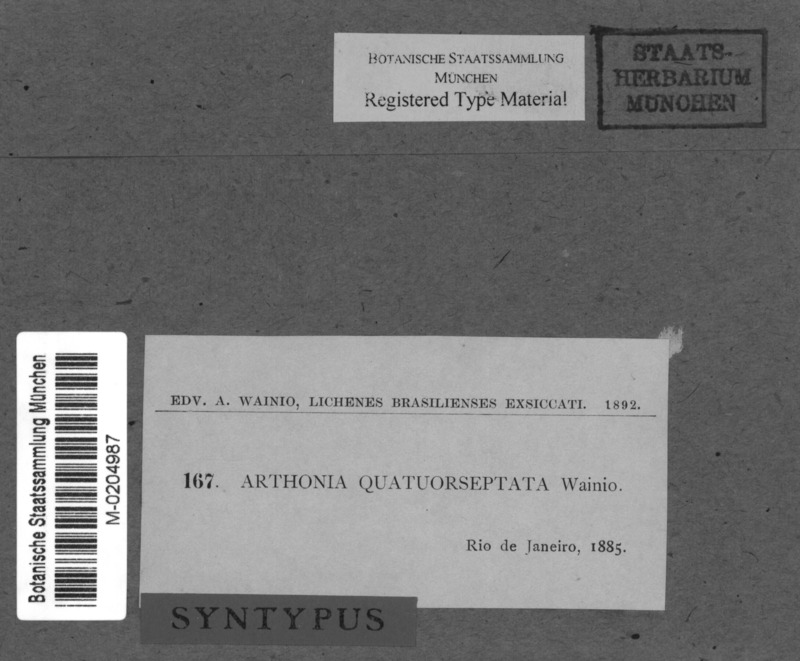 BOTANISCHE STAATSSAMMLUNG
MÜNCHEN
Registered Type Material
STAATS-
HERBARIUM
MÜNCHEN
Botanische Staatssammlung München
M-0204987
EDV. A. WAINIO, LICHENES BRASILIENSES EXSICCATI. 1892.
167. ARTHONIA QUATUORSEPTATA Wainio.
Rio de Janeiro, 1885.
SYNTYPUS